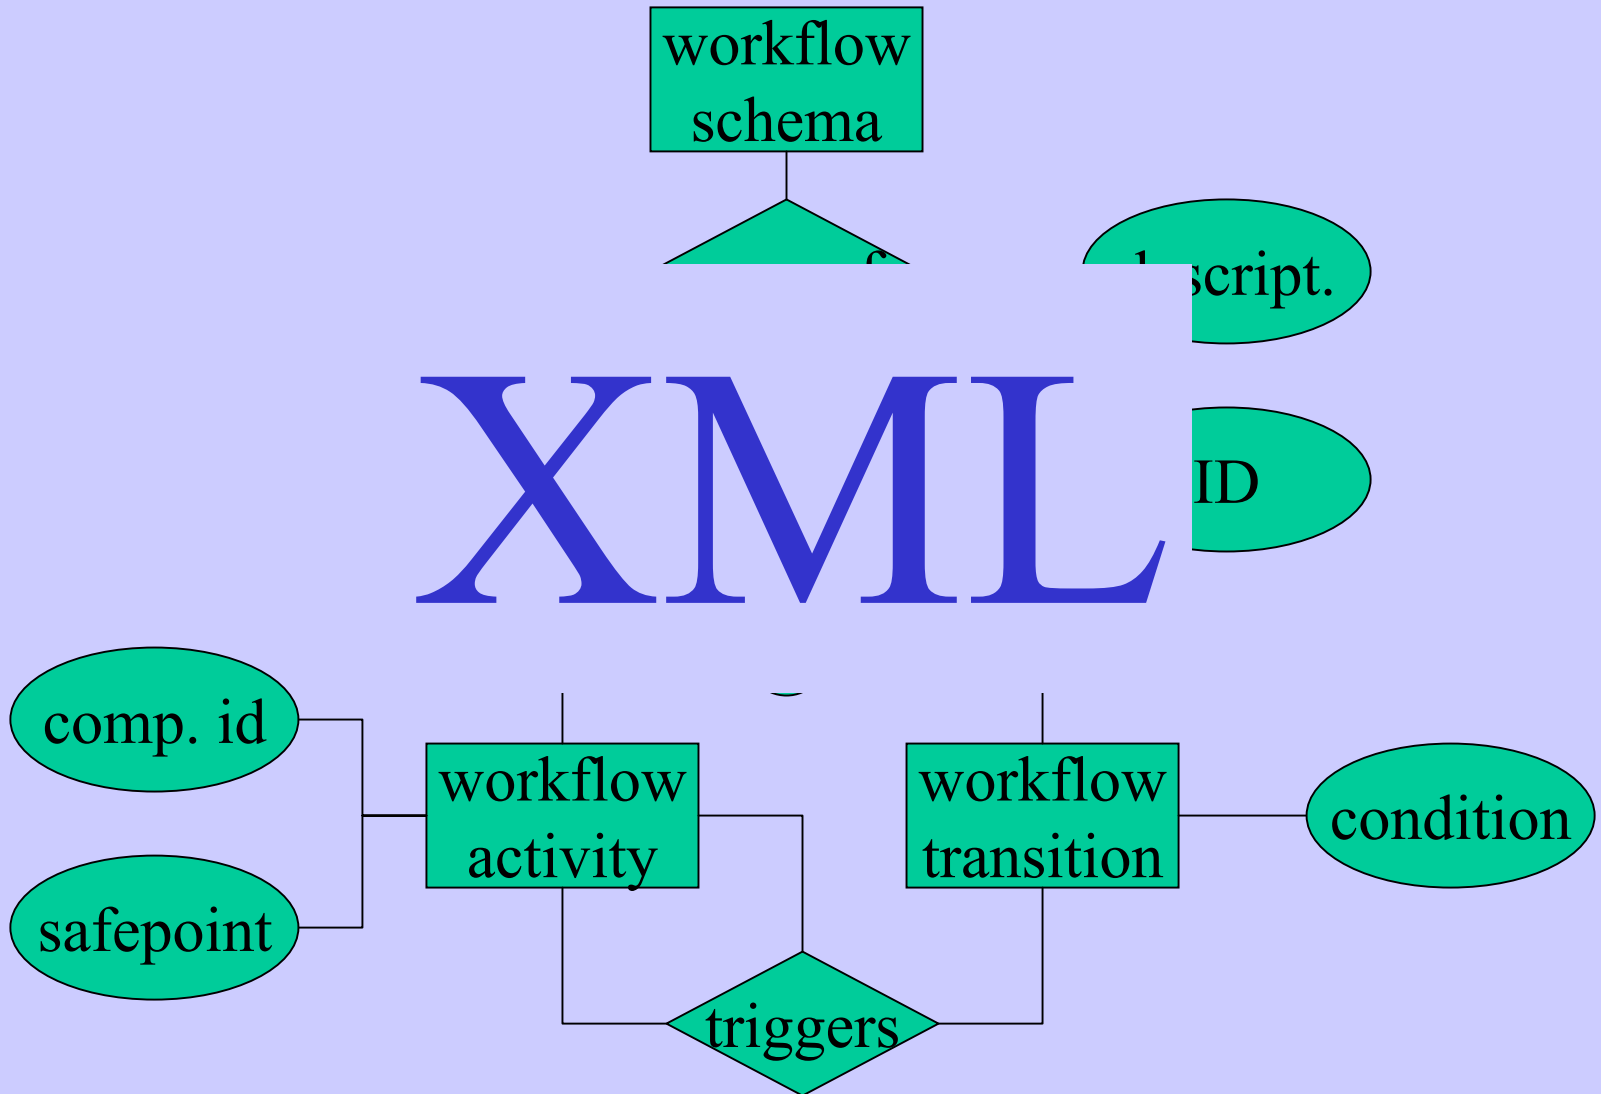 workflow
schema
script.
XML
ID
comp. id
workflow
activity
workflow
transition
condition
safepoint
triggers